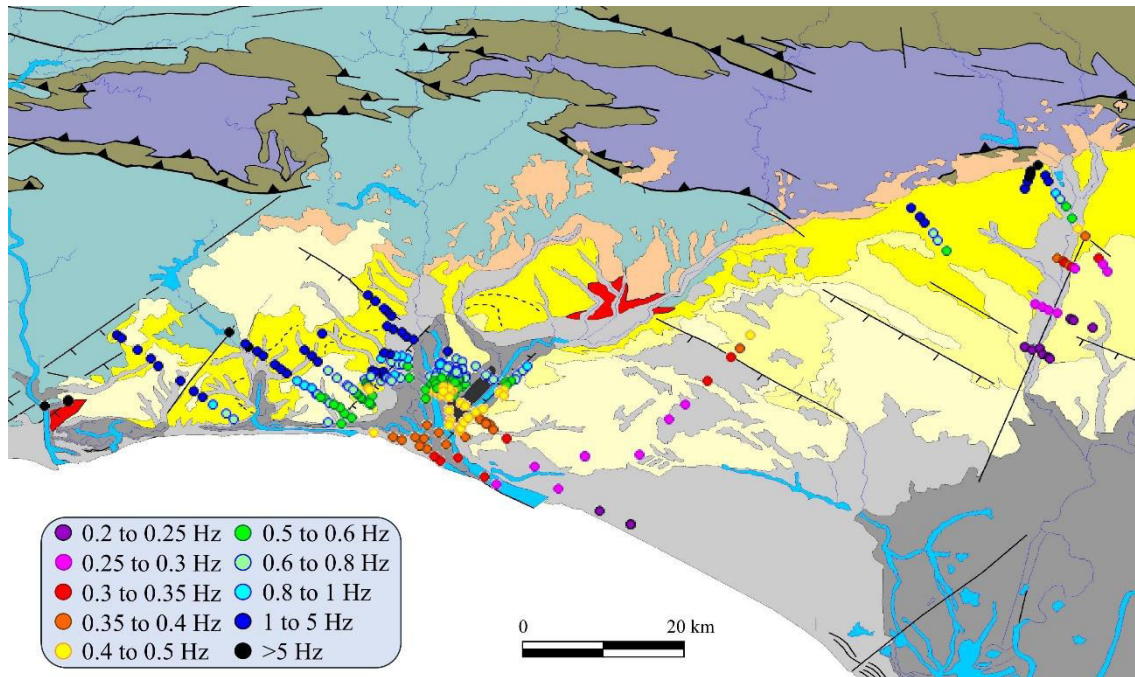 0.2 to 0.25 Hz
0.25 to 0.3 Hz
0.3 to 0.35 Hz
0.35 to 0.4 Hz
0.4 to 0.5 Hz
0.5 to 0.6 Hz
0.6 to 0.8 Hz
0.8 to 1 Hz
1 to 5 Hz
>5 Hz
0 20 km